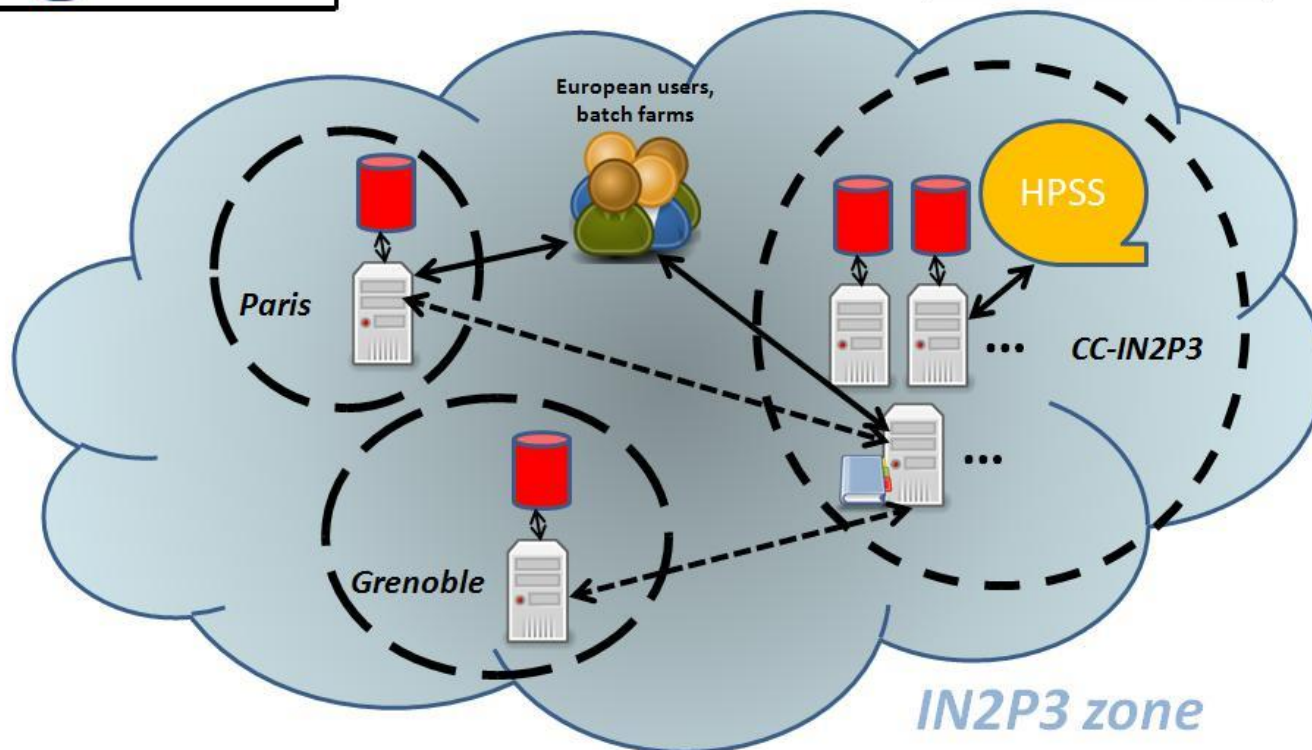 European users,
batch farms
HPSS
Paris
...
CC-IN2P3
...
Grenoble
IN2P3 zone